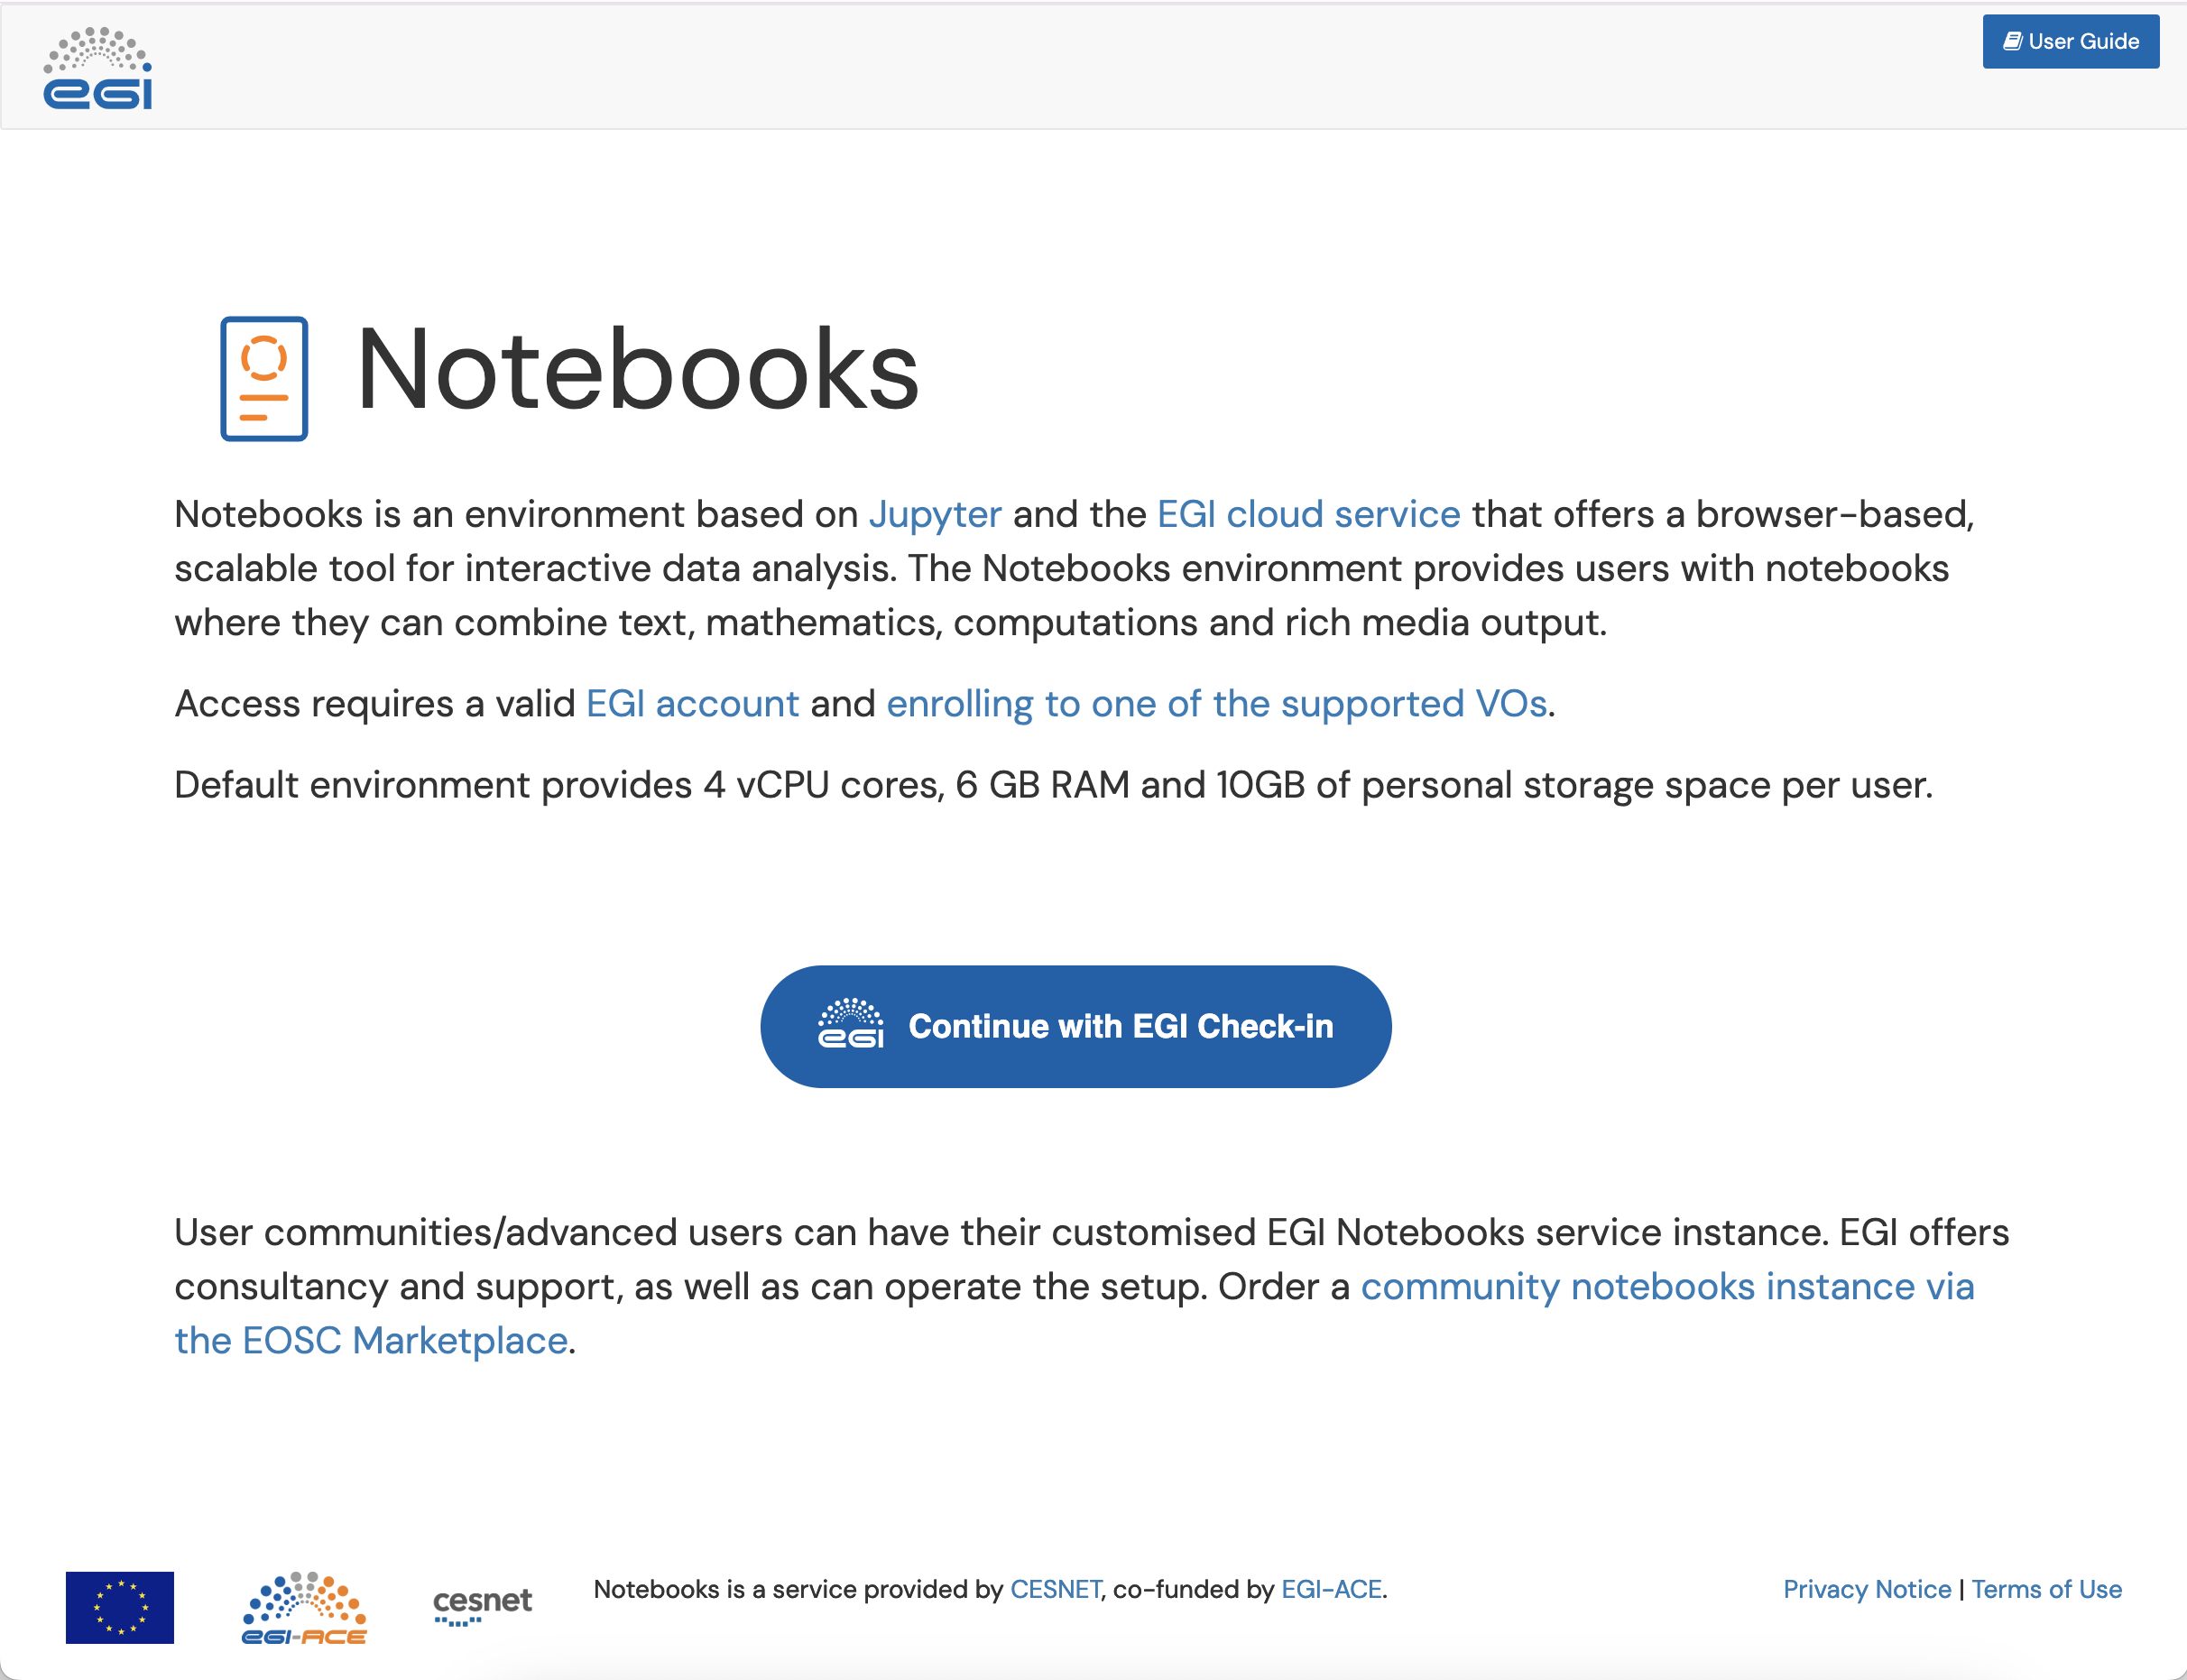 egi
User Guide
Notebooks
Notebooks is an environment based on Jupyter and the EGI cloud service that offers a browser-based,
scalable tool for interactive data analysis. The Notebooks environment provides users with notebooks
where they can combine text, mathematics, computations and rich media output.
Access requires a valid EGI account and enrolling to one of the supported VOs.
Default environment provides 4 vCPU cores, 6 GB RAM and 10GB of personal storage space per user.
egi Continue with EGI Check-in
User communities/advanced users can have their customised EGI Notebooks service instance. EGI offers
consultancy and support, as well as can operate the setup. Order a community notebooks instance via
the EOSC Marketplace.
egi-ACE
cesnet
Notebooks is a service provided by CESNET, co-funded by EGI-ACE.
Privacy Notice | Terms of Use